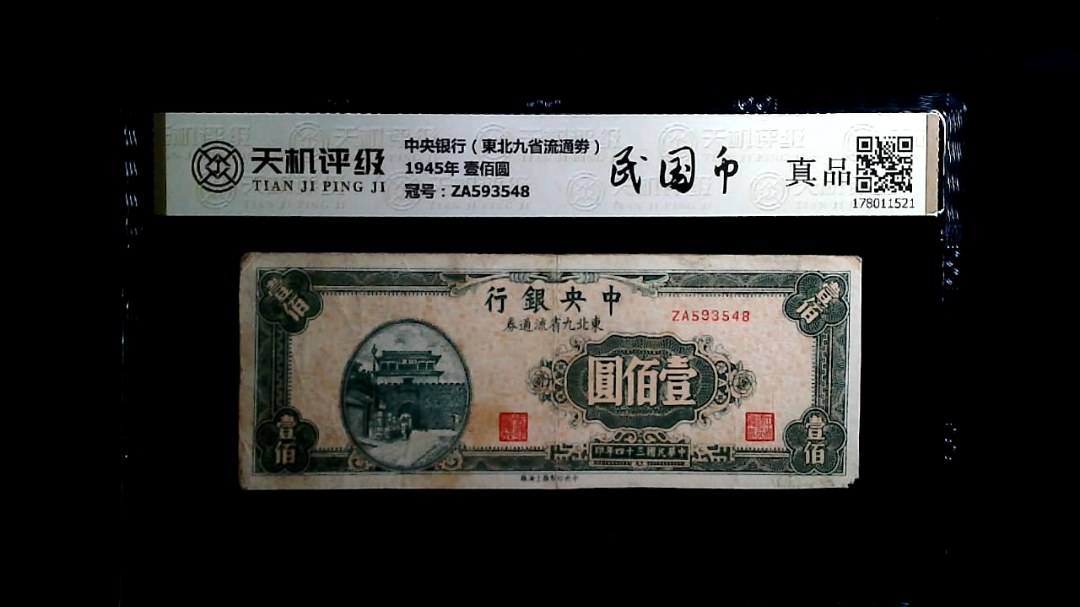 天机评级
TIAN JI PING JI
中央银行（東北九省流通券）
1945年 壹佰圆
冠号：ZA593548
民国币
真品
178011521
壹佰
壹佰
行銀央中
券通流省九北東
ZA593548
圓佰壹
印年四十三國民華中
壹佰
壹佰